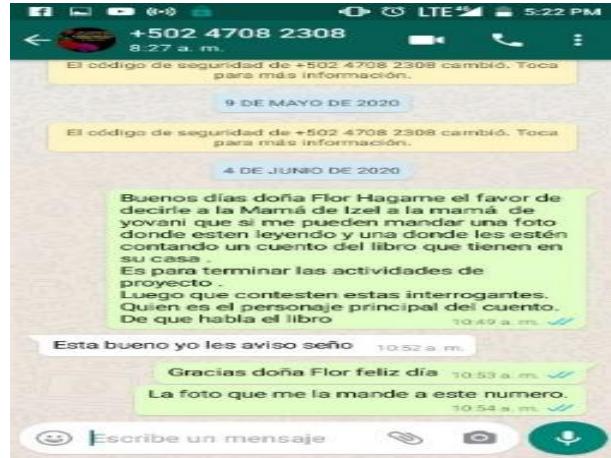 LTE 5:22 PM
+502 4708 2308
8:27 a. m.
El código de seguridad de +502 4708 2308 cambió. Toca
para más información.
9 DE MAYO DE 2020
El código de seguridad de +502 4708 2308 cambió. Toca
para más información.
4 DE JUNIO DE 2020
Buenos días doña Flor Hagame el favor de
decirle a la Mamá de Izel a la mamá de
yovani que si me pueden mandar una foto
donde esten leyendo y una donde les estén
contando un cuento del libro que tienen en
su casa .
Es para terminar las actividades de
proyecto .
Luego que contesten estas interrogantes.
Quien es el personaje principal del cuento.
De que habla el libro
10:49 a. m.
Esta bueno yo les aviso seño 10:52 a. m.
Gracias doña Flor feliz día 10:53 a. m.
La foto que me la mande a este numero.
10:54 a. m.
Escribe un mensaje